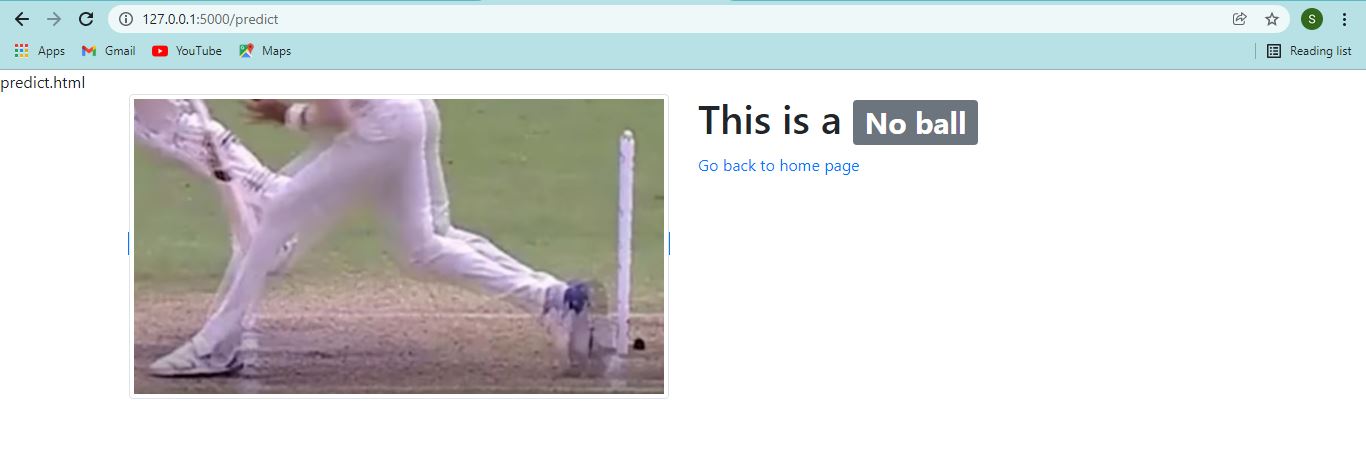 127.0.0.1:5000/predict
S
Apps Gmail YouTube Maps Reading list
predict.html
This is a No ball
Go back to home page